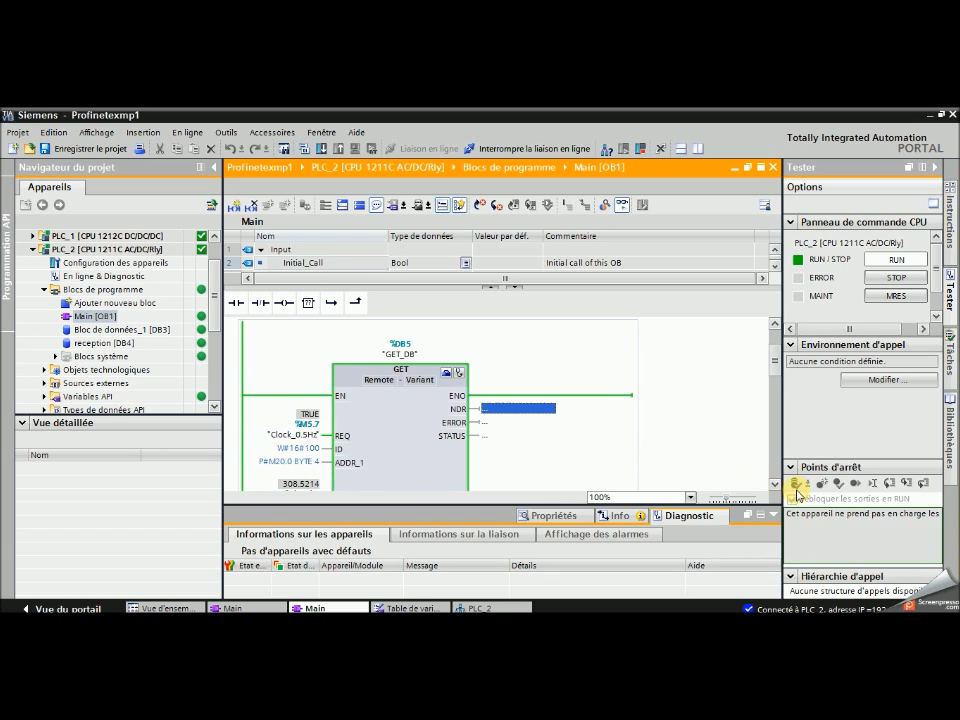 Siemens - Profinetexmp1
Projet Edition Affichage Insertion En ligne Outils Accessoires Fenêtre Aide
Totally Integrated Automation
PORTAL
Enregistrer le projet Liaison en ligne Interrompre la liaison en ligne
Navigateur du projet
Profinetexmp1 PLC_2 [CPU 1211C AC/DC/Rly] Blocs de programme Main [OB1]
Tester
Appareils
Options
Programmation API
PLC_1 [CPU 1212C DC/DC/DC]
PLC_2 [CPU 1211C AC/DC/Rly]
Configuration des appareils
En ligne & Diagnostic
Blocs de programme
Ajouter nouveau bloc
Main [OB1]
Bloc de données_1 [DB3]
reception [DB4]
Blocs système
Objets technologiques
Sources externes
Variables API
Types de données API
Vue détaillée
Nom
Main
Nom Type de données Valeur par déf. Commentaire
1 Input
2 Initial_Call Bool Initial call of this OB
%DB5
"GET_DB"
GET
Remote - Variant
EN ENO
NDR
ERROR ...
STATUS ...
TRUE
%M5.7
"Clock_0.5Hz" REQ
W#16#100 ID
P#M20.0 BYTE 4 ADDR_1
308.5214
100%
Propriétés Info Diagnostic
Informations sur les appareils Informations sur la liaison Affichage des alarmes
Pas d'appareils avec défauts
Etat e... Etat d... Appareil/Module Message Détails Aide
Panneau de commande CPU
PLC_2 [CPU 1211C AC/DC/Rly]
RUN / STOP RUN
ERROR STOP
MAINT MRES
Environnement d'appel
Aucune condition définie.
Modifier ...
Points d'arrêt
bloquer les sorties en RUN
Cet appareil ne prend pas en charge les
Hiérarchie d'appel
Aucune structure d'appels disponi
Instructions
Tester
Tâches
Bibliothèques
Vue du portail Vue d'ensem... Main Main Table de vari... PLC_2
Connecté à PLC_2, adresse IP =192
Screenpresso
.com